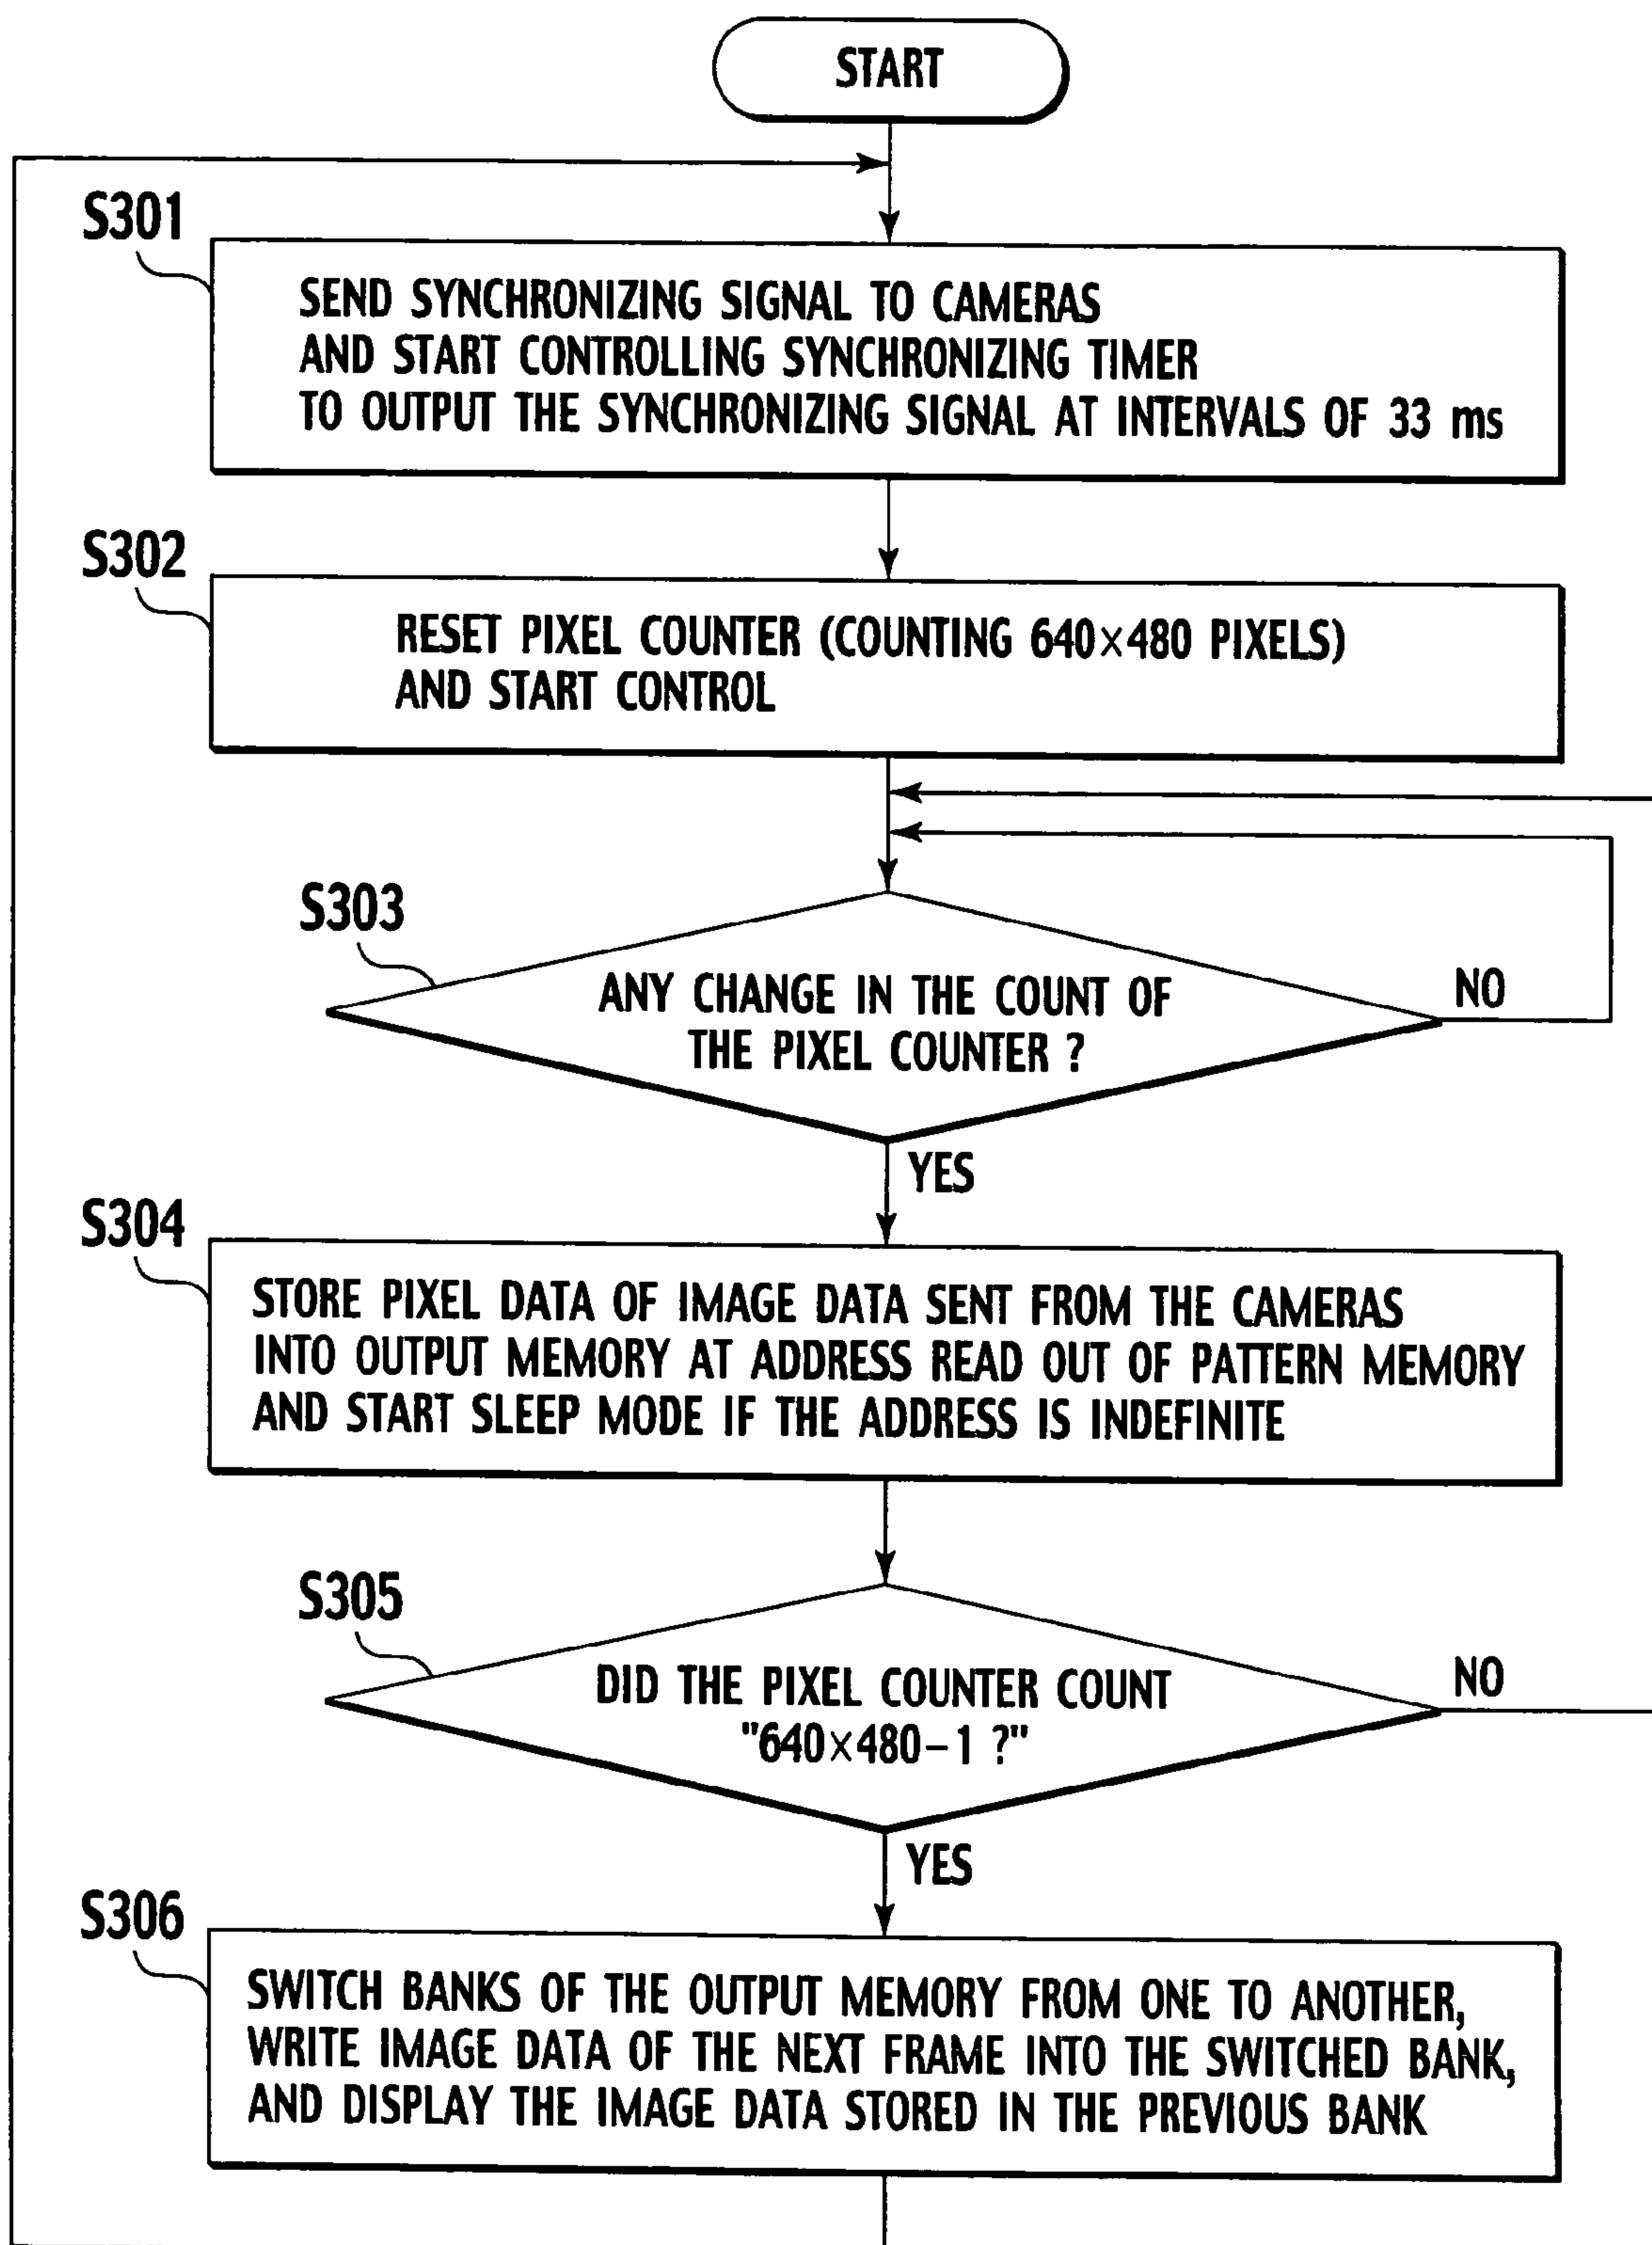 START
S301
SEND SYNCHRONIZING SIGNAL TO CAMERAS
AND START CONTROLLING SYNCHRONIZING TIMER
TO OUTPUT THE SYNCHRONIZING SIGNAL AT INTERVALS OF 33 ms
S302
RESET PIXEL COUNTER (COUNTING 640×480 PIXELS)
AND START CONTROL
S303
ANY CHANGE IN THE COUNT OF
THE PIXEL COUNTER ?
NO
YES
S304
STORE PIXEL DATA OF IMAGE DATA SENT FROM THE CAMERAS
INTO OUTPUT MEMORY AT ADDRESS READ OUT OF PATTERN MEMORY
AND START SLEEP MODE IF THE ADDRESS IS INDEFINITE
S305
DID THE PIXEL COUNTER COUNT
"640×480−1 ?"
NO
YES
S306
SWITCH BANKS OF THE OUTPUT MEMORY FROM ONE TO ANOTHER,
WRITE IMAGE DATA OF THE NEXT FRAME INTO THE SWITCHED BANK,
AND DISPLAY THE IMAGE DATA STORED IN THE PREVIOUS BANK